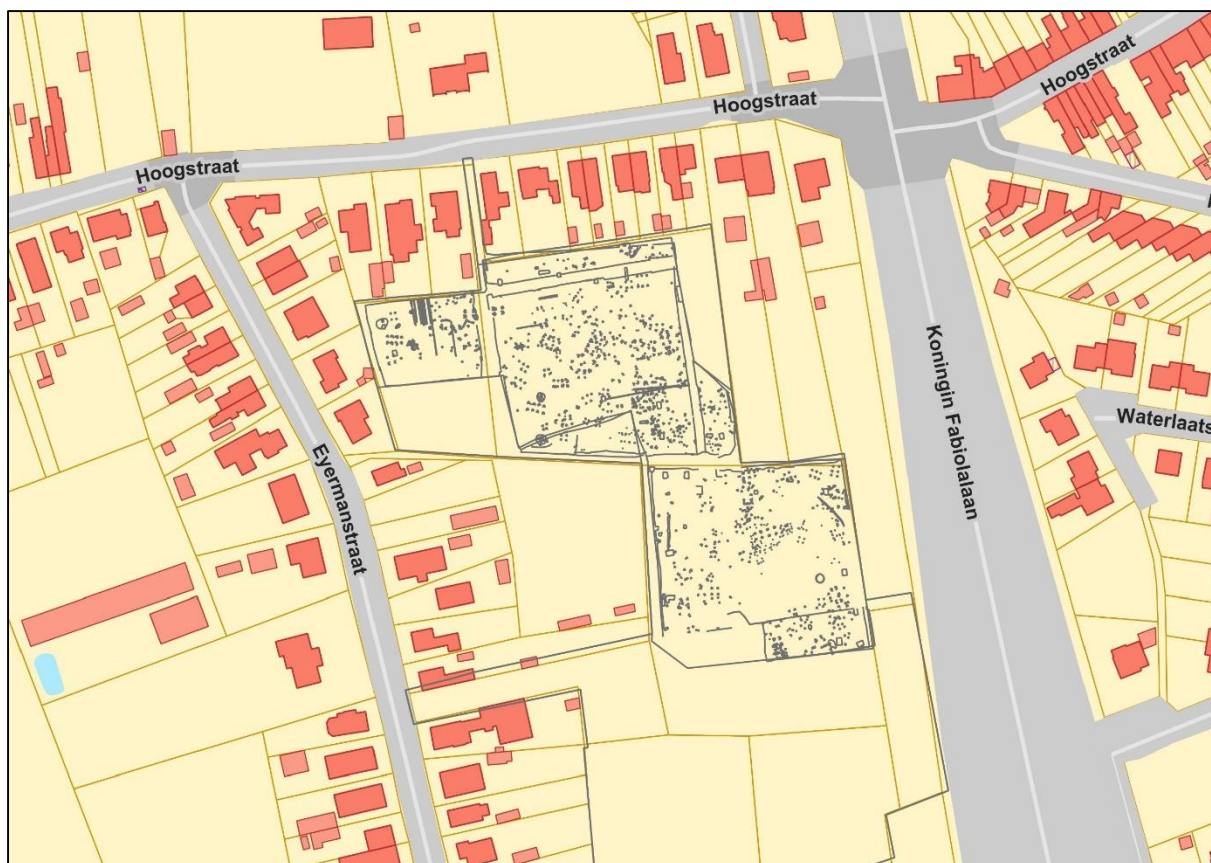 Hoogstraat
Hoogstraat
Hoogstraat
Koningin Fabiolalaan
Waterlaats
Eyermanstraat